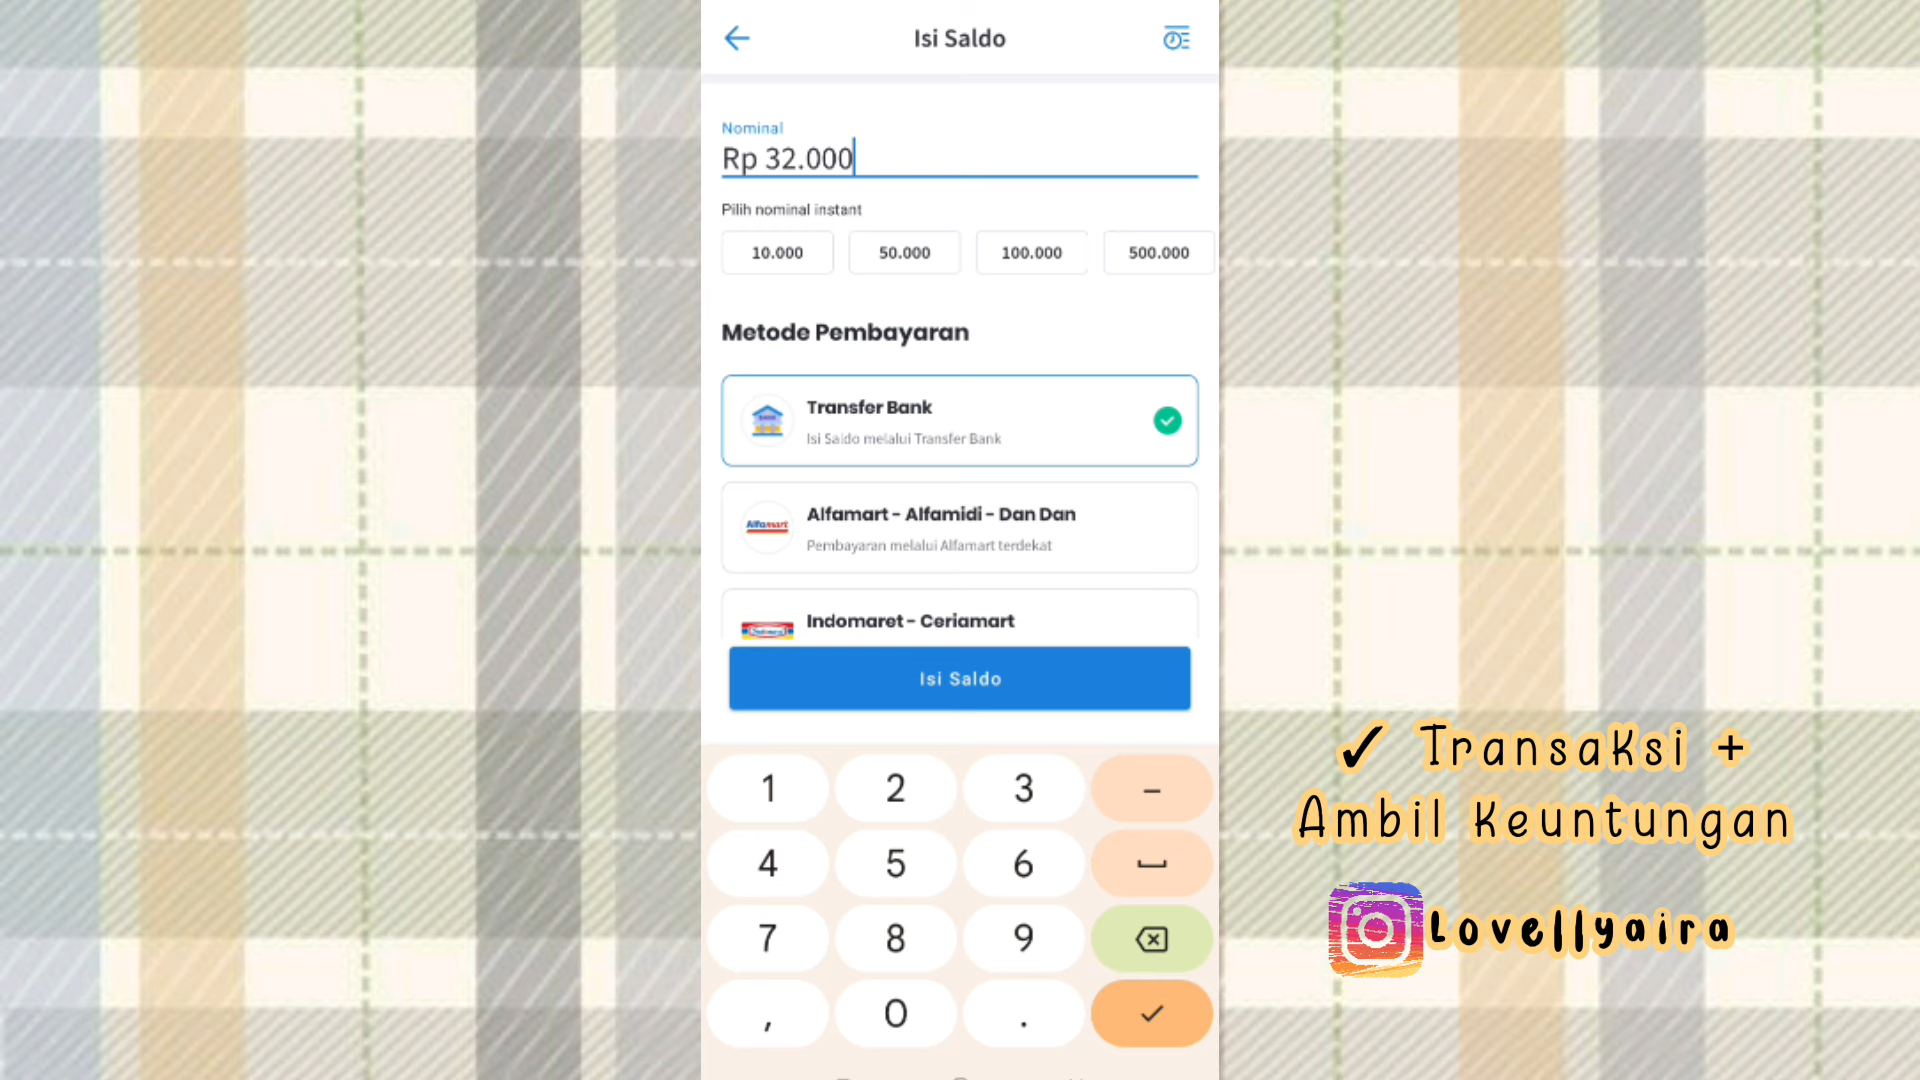 Isi Saldo
Nominal
Rp 32.000
Pilih nominal instant
10.000
50.000
100.000
500.000
Metode Pembayaran
Transfer Bank
Isi Saldo melalui Transfer Bank
Alfamart
Alfamart - Alfamidi - Dan Dan
Pembayaran melalui Alfamart terdekat
Indomaret - Ceriamart
Isi Saldo
1 2 3 –
4 5 6
7 8 9
, 0 .
✓ Transaksi +
Ambil Keuntungan
Lovellyaira